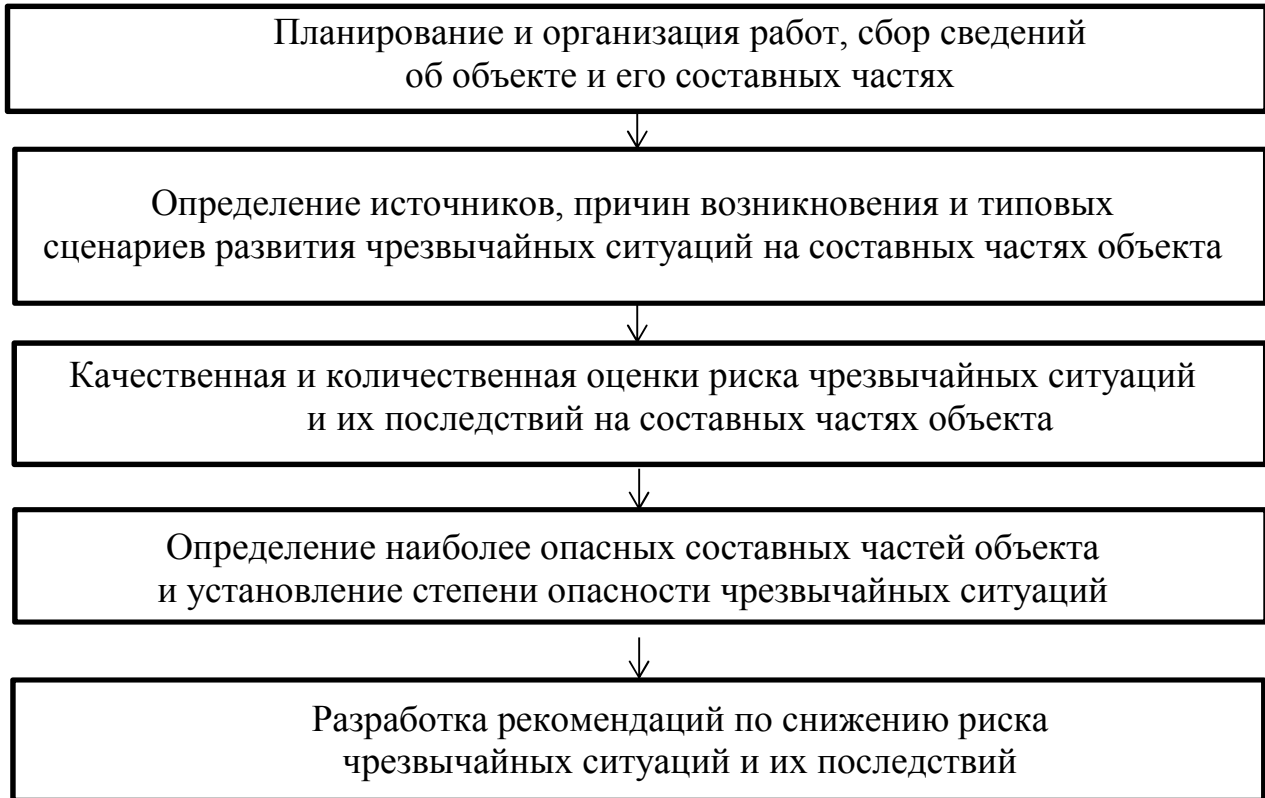 Планирование и организация работ, сбор сведений
об объекте и его составных частях
Определение источников, причин возникновения и типовых
сценариев развития чрезвычайных ситуаций на составных частях объекта
Качественная и количественная оценки риска чрезвычайных ситуаций
и их последствий на составных частях объекта
Определение наиболее опасных составных частей объекта
и установление степени опасности чрезвычайных ситуаций
Разработка рекомендаций по снижению риска
чрезвычайных ситуаций и их последствий